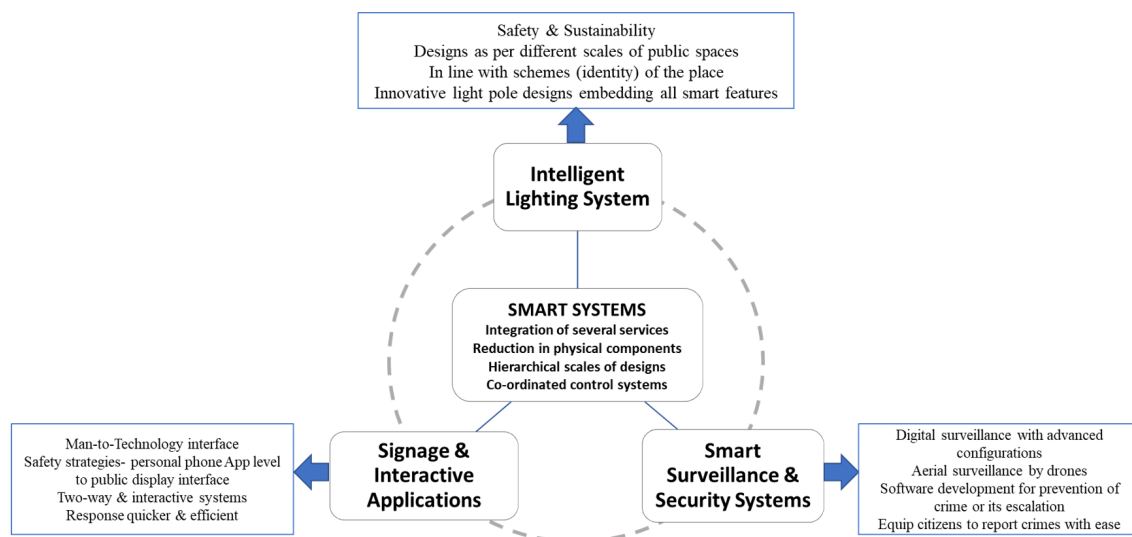 Safety & Sustainability
Designs as per different scales of public spaces
In line with schemes (identity) of the place
Innovative light pole designs embedding all smart features
Intelligent
Lighting System
SMART SYSTEMS
Integration of several services
Reduction in physical components
Hierarchical scales of designs
Co-ordinated control systems
Man-to-Technology interface
Safety strategies- personal phone App level
to public display interface
Two-way & interactive systems
Response quicker & efficient
Signage &
Interactive
Applications
Smart
Surveillance &
Security Systems
Digital surveillance with advanced
configurations
Aerial surveillance by drones
Software development for prevention of
crime or its escalation
Equip citizens to report crimes with ease